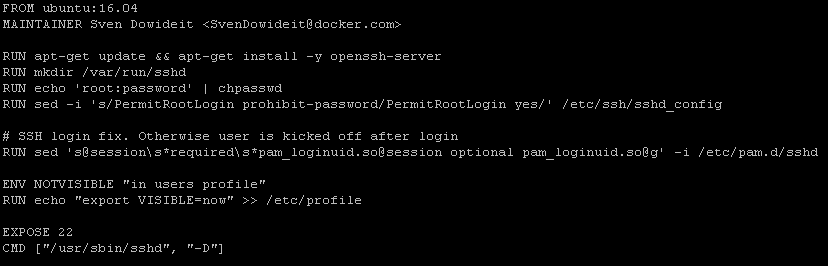 FROM ubuntu:16.04
MAINTAINER Sven Dowideit <SvenDowideit@docker.com>
RUN apt-get update && apt-get install -y openssh-server
RUN mkdir /var/run/sshd
RUN echo 'root:password' | chpasswd
RUN sed -i 's/PermitRootLogin prohibit-password/PermitRootLogin yes/' /etc/ssh/sshd_config
# SSH login fix. Otherwise user is kicked off after login
RUN sed 's@session\s*required\s*pam_loginuid.so@session optional pam_loginuid.so@g' -i /etc/pam.d/sshd
ENV NOTVISIBLE "in users profile"
RUN echo "export VISIBLE=now" >> /etc/profile
EXPOSE 22
CMD ["/usr/sbin/sshd", "-D"]